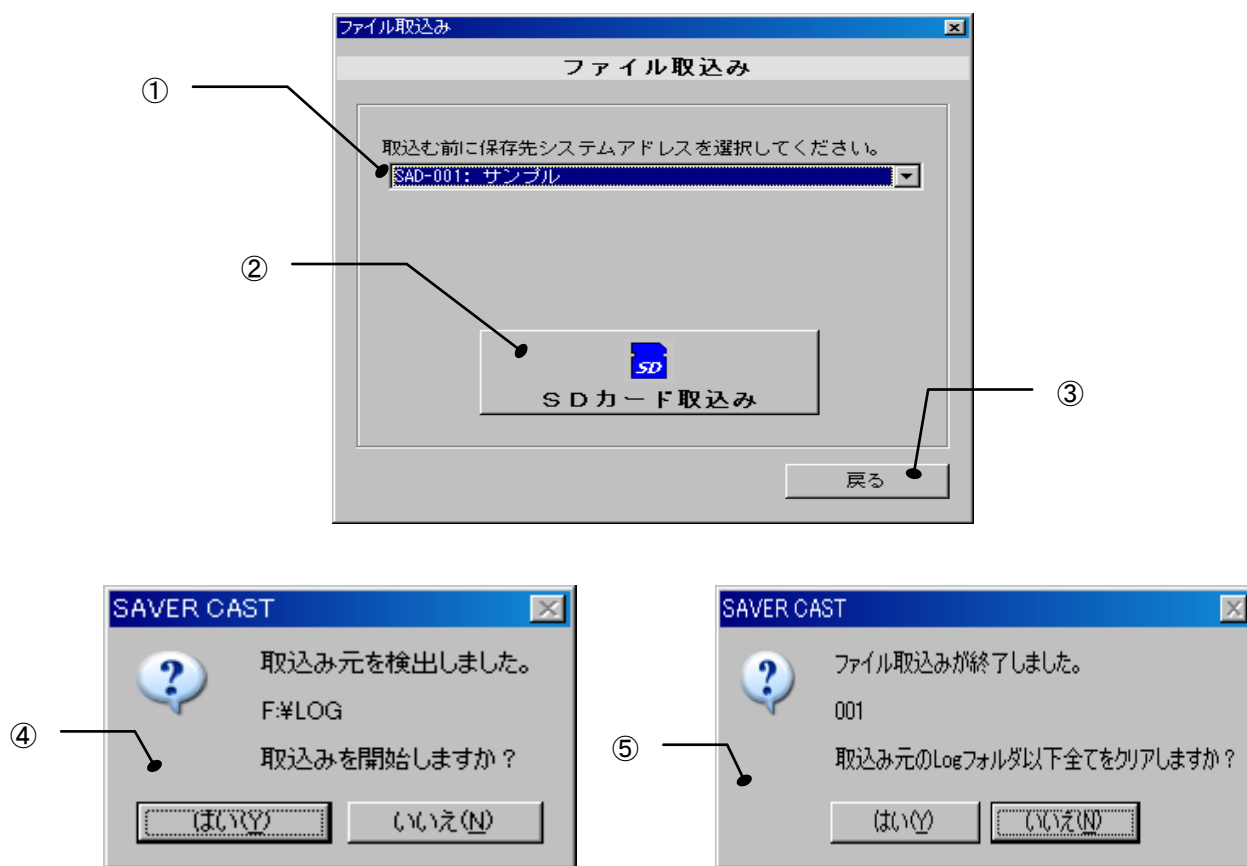 ファイル取込み
ファイル取込み
①
取込む前に保存先システムアドレスを選択してください。
SAD-001: サンプル
②
SD
ＳＤカード取込み
③
戻る
SAVER CAST
取込み元を検出しました。
F:¥LOG
④
取込みを開始しますか？
はい(Y)
いいえ(N)
SAVER CAST
ファイル取込みが終了しました。
001
⑤
取込み元のLogフォルダ以下全てをクリアしますか？
はい(Y)
いいえ(N)